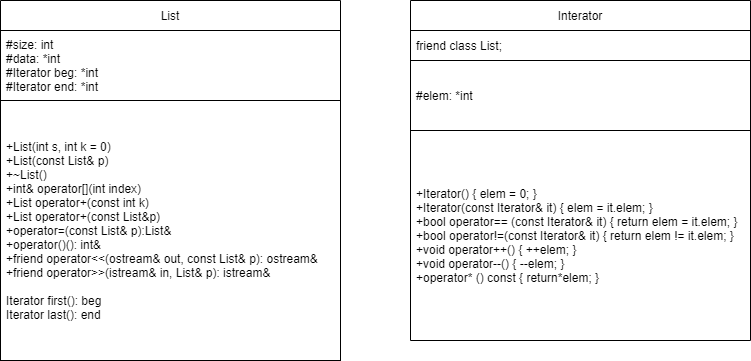 List
#size: int
#data: *int
#Iterator beg: *int
#Iterator end: *int
+List(int s, int k = 0)
+List(const List& p)
+~List()
+int& operator[](int index)
+List operator+(const int k)
+List operator+(const List&p)
+operator=(const List& p):List&
+operator()(): int&
+friend operator<<(ostream& out, const List& p): ostream&
+friend operator>>(istream& in, List& p): istream&
Iterator first(): beg
Iterator last(): end
Interator
friend class List;
#elem: *int
+Iterator() { elem = 0; }
+Iterator(const Iterator& it) { elem = it.elem; }
+bool operator== (const Iterator& it) { return elem = it.elem; }
+bool operator!=(const Iterator& it) { return elem != it.elem; }
+void operator++() { ++elem; }
+void operator--() { --elem; }
+operator* () const { return*elem; }